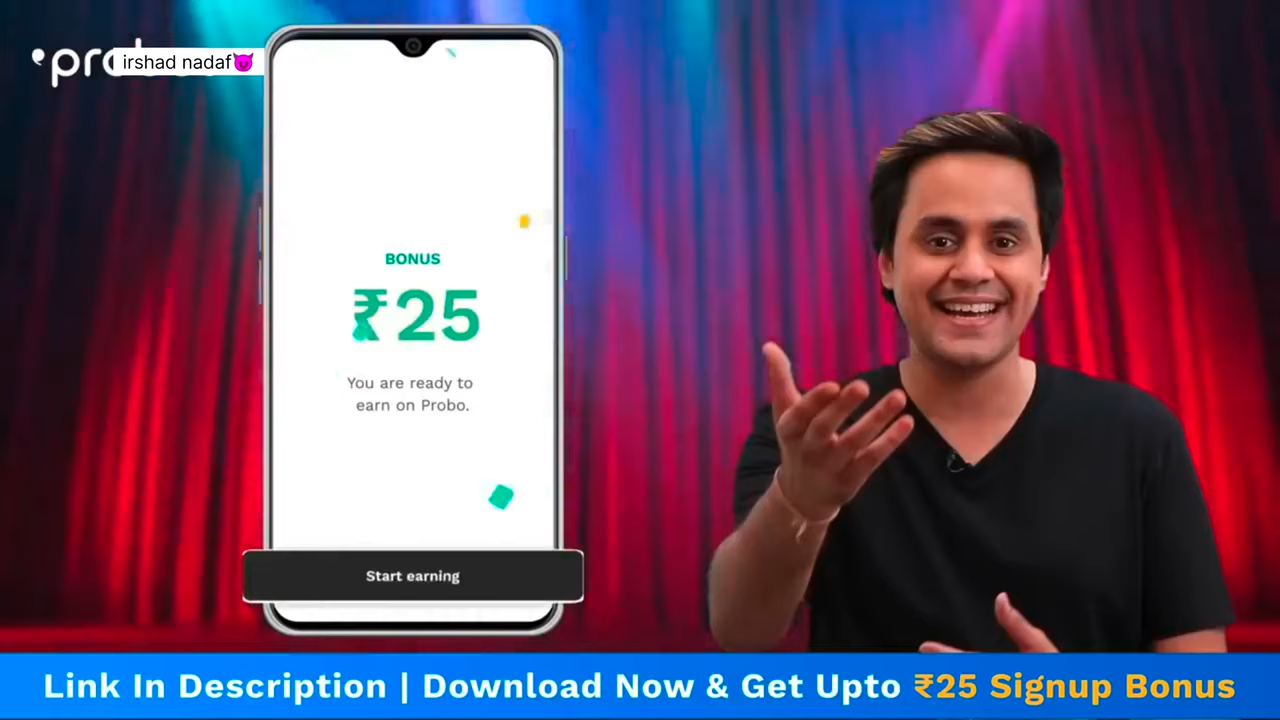 irshad nadaf😈
BONUS
₹25
You are ready to
earn on Probo.
Start earning
Link In Description | Download Now & Get Upto ₹25 Signup Bonus